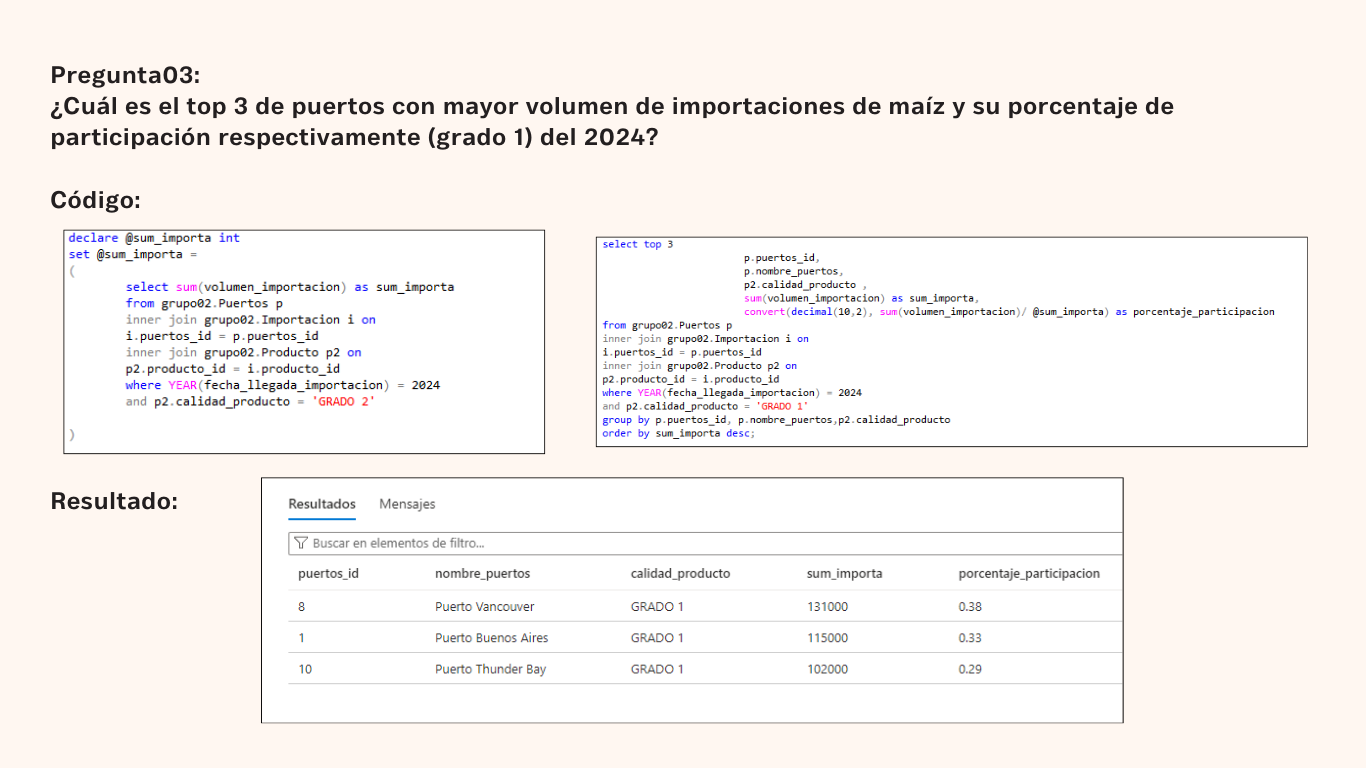 Pregunta03:
¿Cuál es el top 3 de puertos con mayor volumen de importaciones de maíz y su porcentaje de
participación respectivamente (grado 1) del 2024?
Código:
declare @sum_importa int
set @sum_importa =
(
select sum(volumen_importacion) as sum_importa
from grupo02.Puertos p
inner join grupo02.Importacion i on
i.puertos_id = p.puertos_id
inner join grupo02.Producto p2 on
p2.producto_id = i.producto_id
where YEAR(fecha_llegada_importacion) = 2024
and p2.calidad_producto = 'GRADO 2'
)
select top 3
p.puertos_id,
p.nombre_puertos,
p2.calidad_producto ,
sum(volumen_importacion) as sum_importa,
convert(decimal(10,2), sum(volumen_importacion)/ @sum_importa) as porcentaje_participacion
from grupo02.Puertos p
inner join grupo02.Importacion i on
i.puertos_id = p.puertos_id
inner join grupo02.Producto p2 on
p2.producto_id = i.producto_id
where YEAR(fecha_llegada_importacion) = 2024
and p2.calidad_producto = 'GRADO 1'
group by p.puertos_id, p.nombre_puertos,p2.calidad_producto
order by sum_importa desc;
Resultado:
Resultados Mensajes
Buscar en elementos de filtro...
puertos_id nombre_puertos calidad_producto sum_importa porcentaje_participacion
8 Puerto Vancouver GRADO 1 131000 0.38
1 Puerto Buenos Aires GRADO 1 115000 0.33
10 Puerto Thunder Bay GRADO 1 102000 0.29